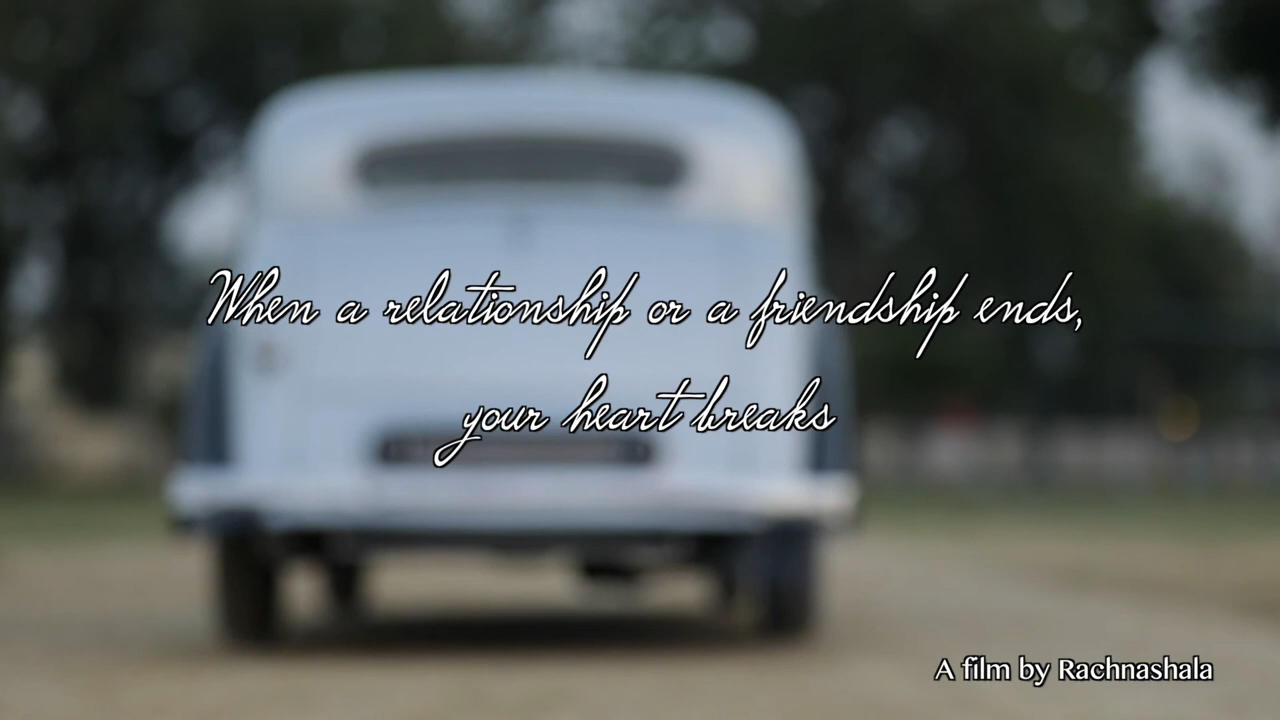 When a relationship or a friendship ends,
your heart breaks
A film by Rachnashala